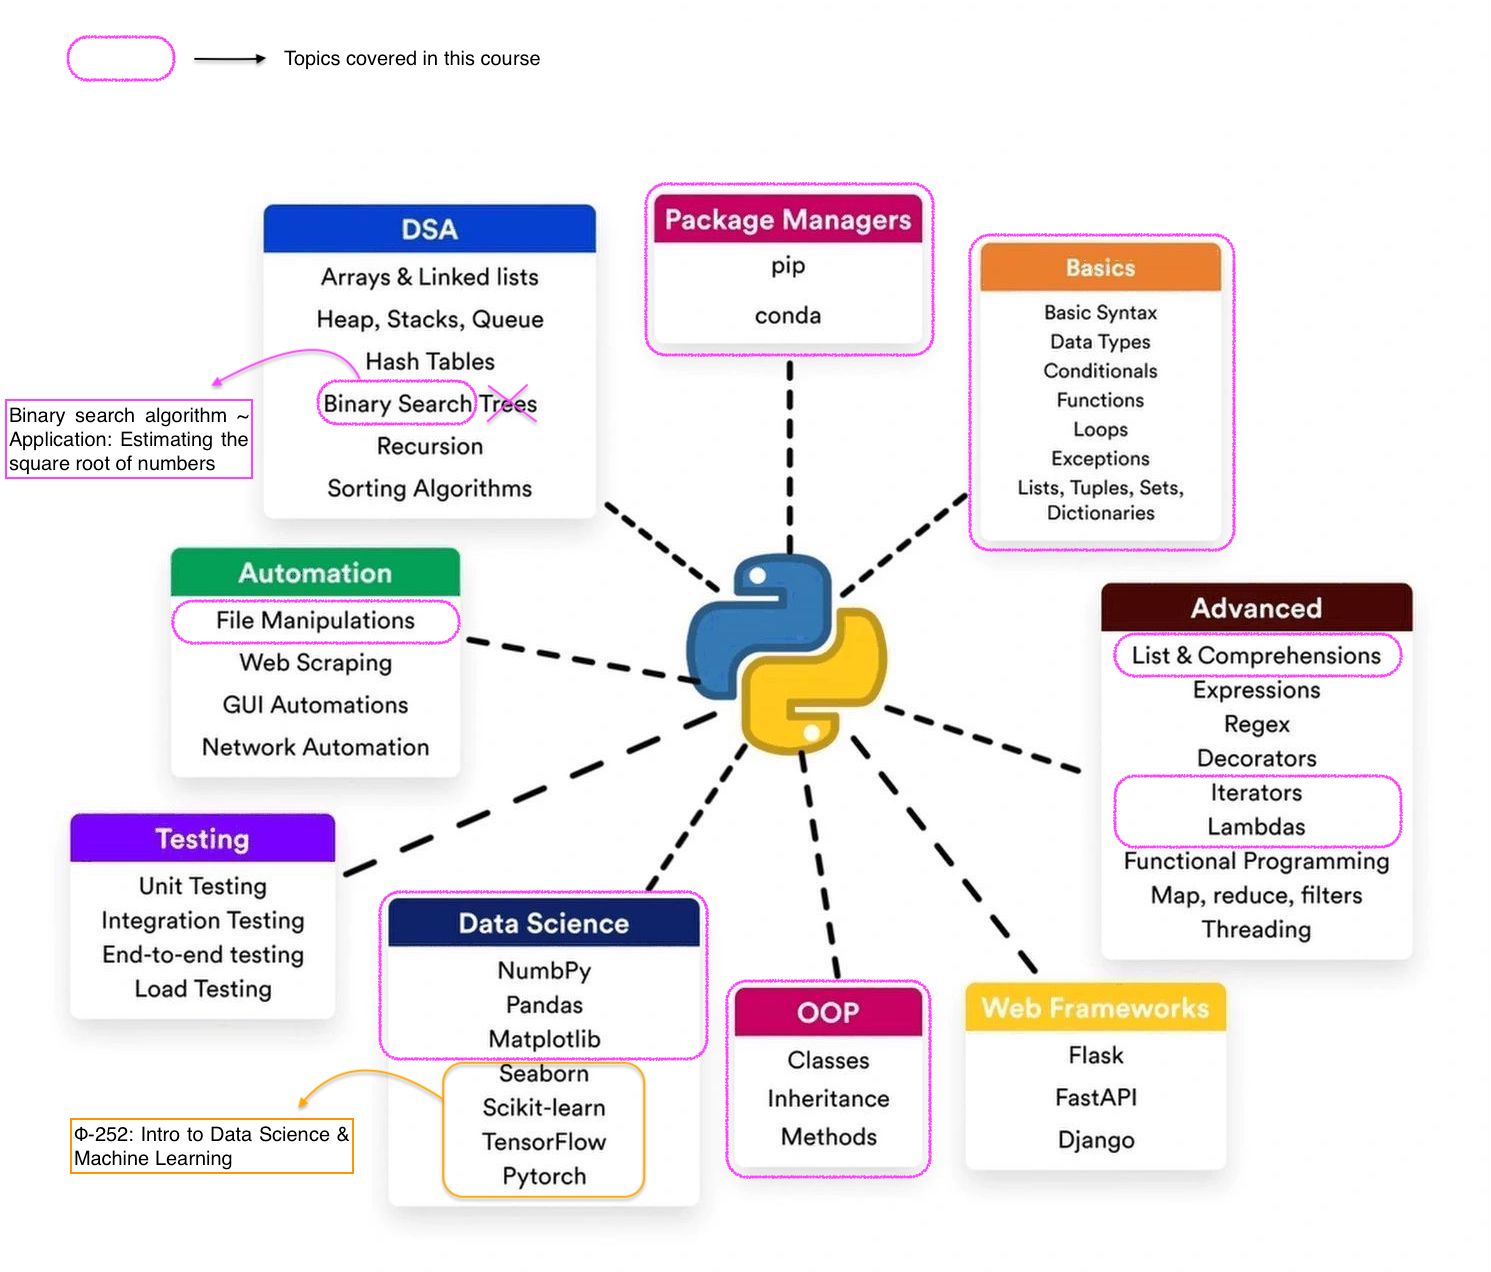 Topics covered in this course
DSA
Arrays & Linked lists
Heap, Stacks, Queue
Hash Tables
Binary Search Trees
Recursion
Sorting Algorithms
Binary search algorithm ~
Application: Estimating the
square root of numbers
Package Managers
pip
conda
Basics
Basic Syntax
Data Types
Conditionals
Functions
Loops
Exceptions
Lists, Tuples, Sets,
Dictionaries
Automation
File Manipulations
Web Scraping
GUI Automations
Network Automation
Advanced
List & Comprehensions
Expressions
Regex
Decorators
Iterators
Lambdas
Functional Programming
Map, reduce, filters
Threading
Testing
Unit Testing
Integration Testing
End-to-end testing
Load Testing
Data Science
NumbPy
Pandas
Matplotlib
Seaborn
Scikit-learn
TensorFlow
Pytorch
Φ-252: Intro to Data Science &
Machine Learning
OOP
Classes
Inheritance
Methods
Web Frameworks
Flask
FastAPI
Django